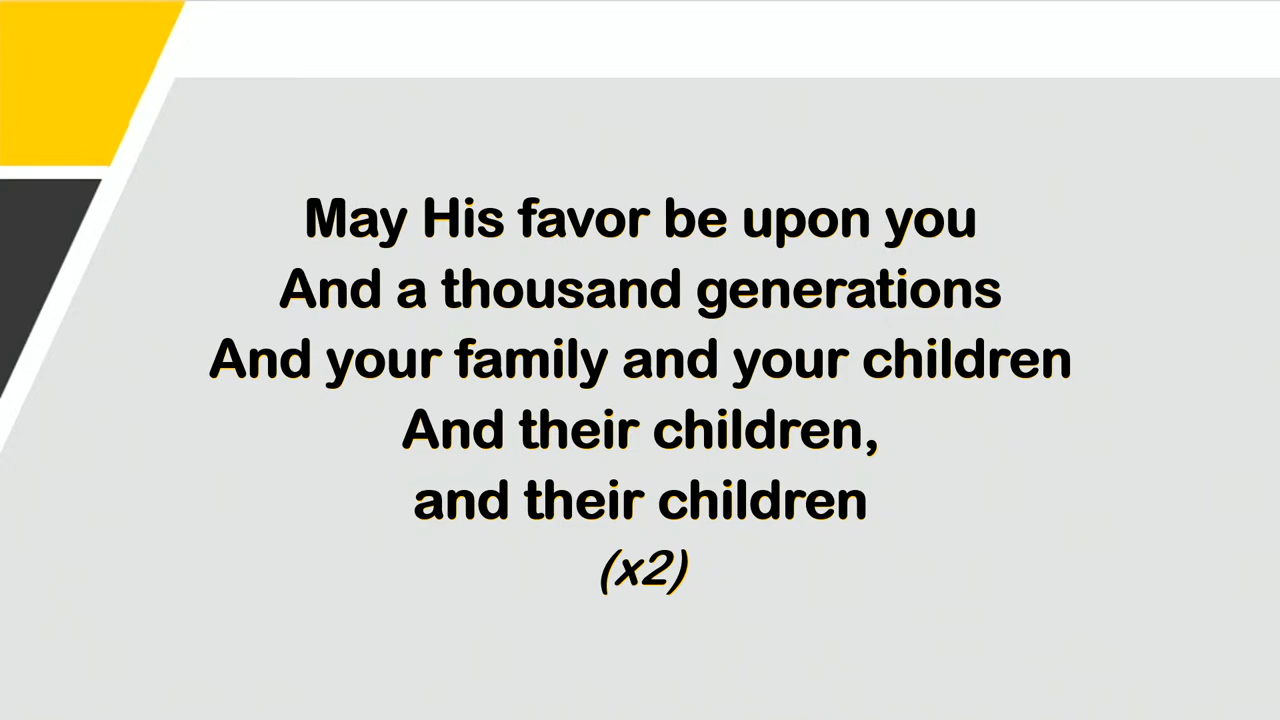 May His favor be upon you
And a thousand generations
And your family and your children
And their children,
and their children
(x2)